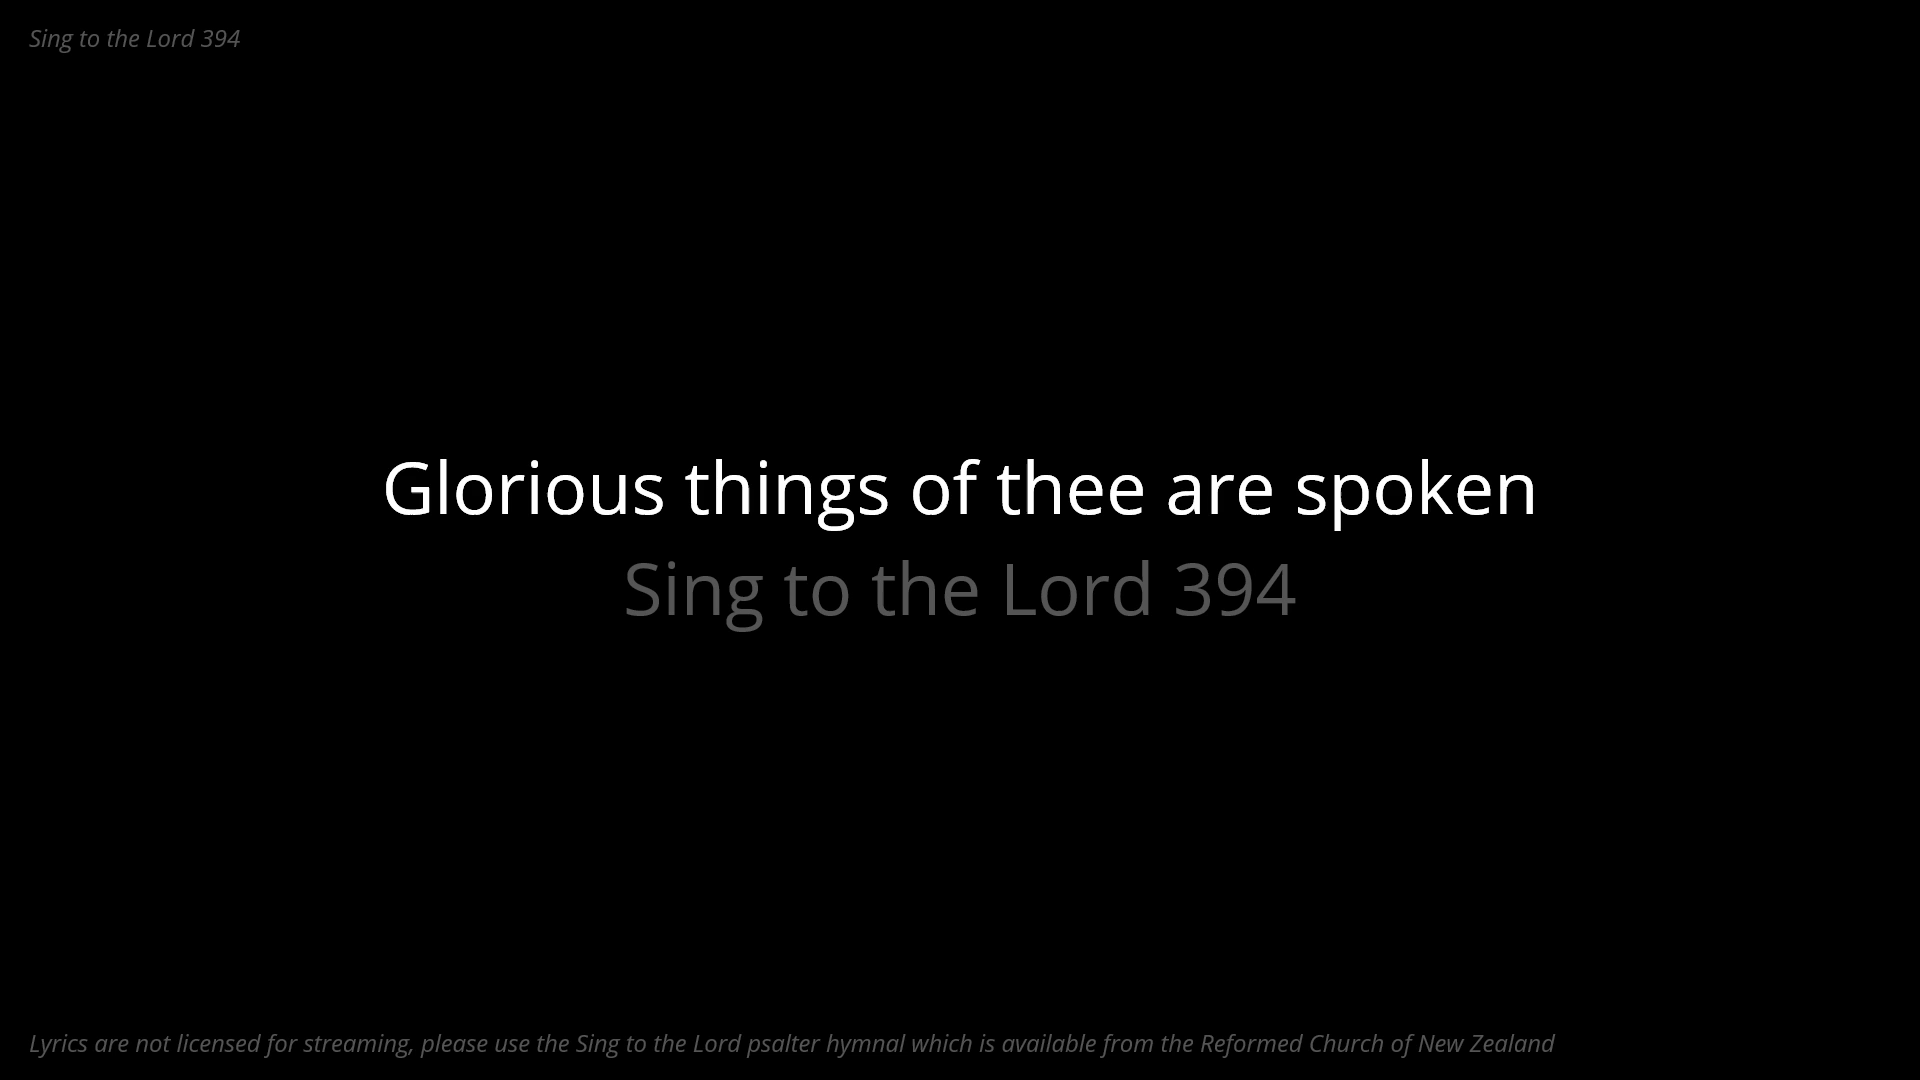 Sing to the Lord 394
Glorious things of thee are spoken
Sing to the Lord 394
Lyrics are not licensed for streaming, please use the Sing to the Lord psalter hymnal which is available from the Reformed Church of New Zealand